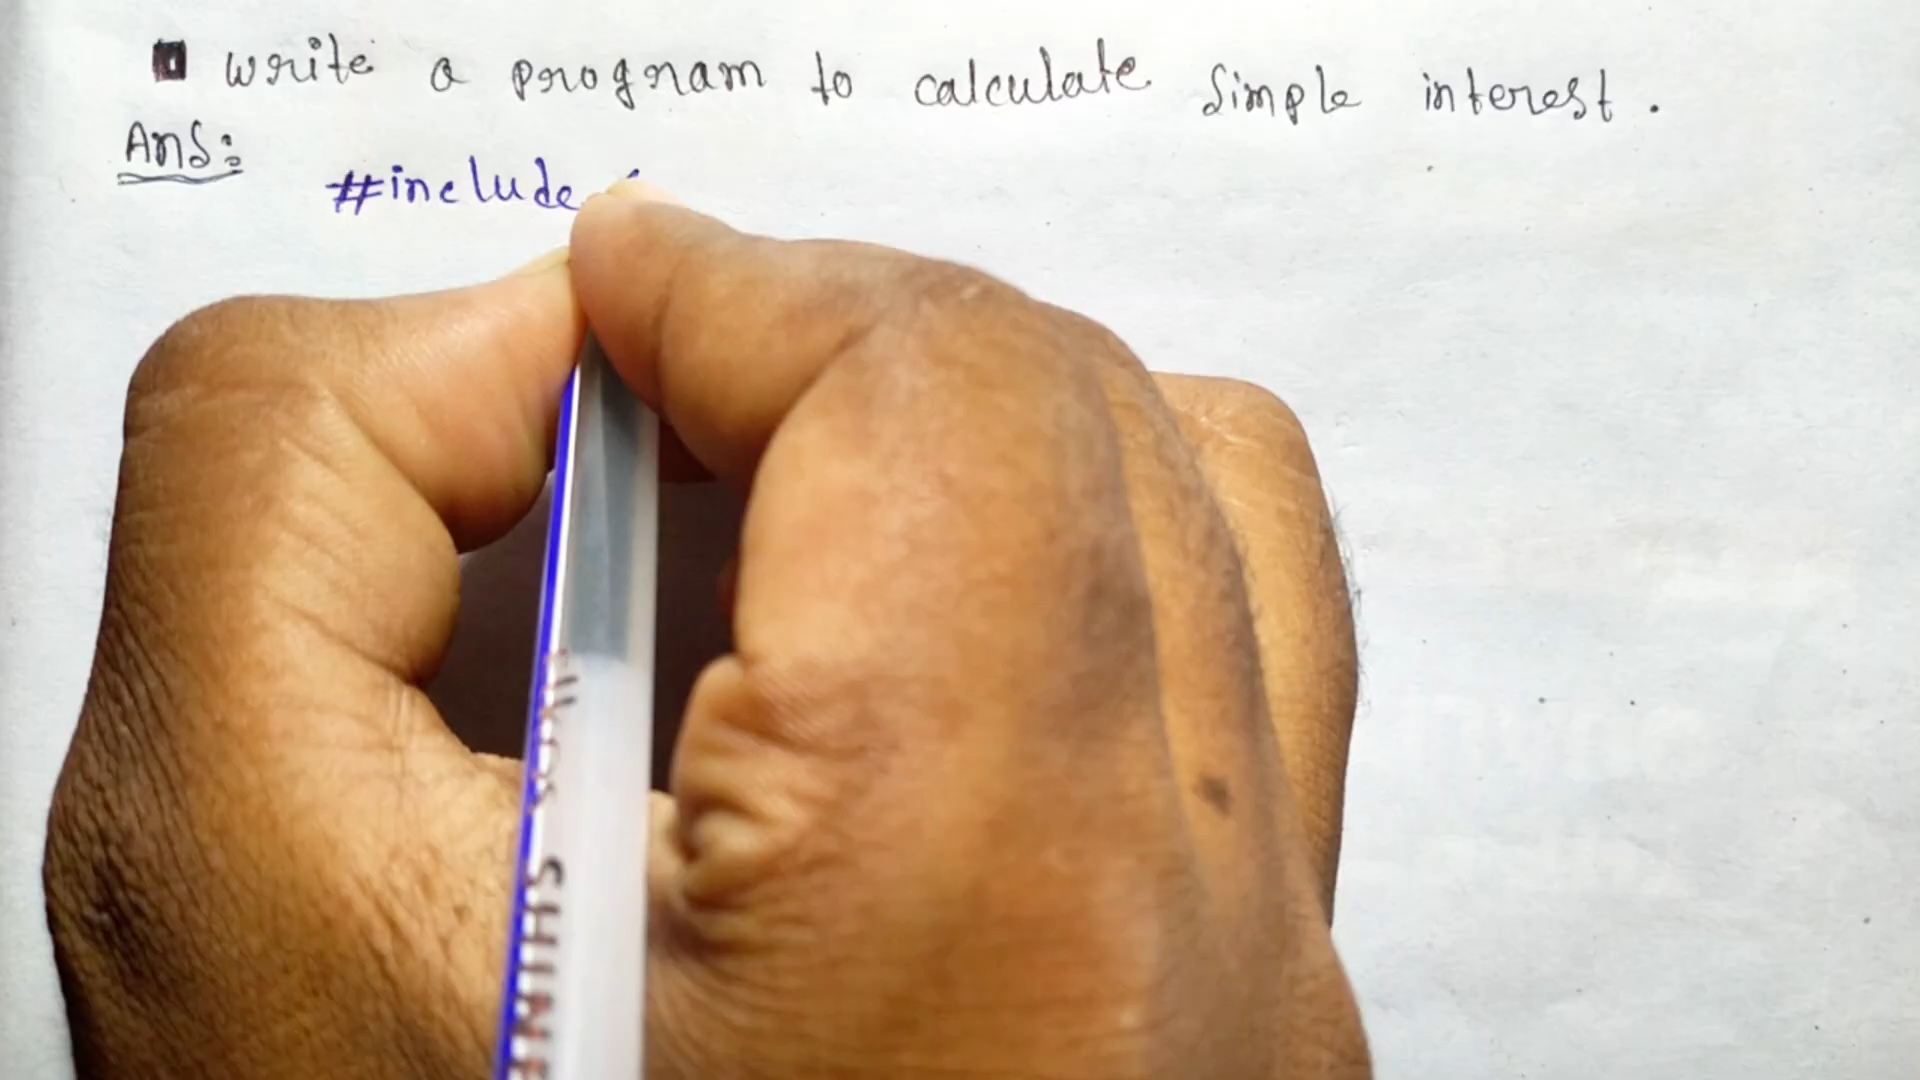 write a program to calculate simple interest.
Ans:
#include <